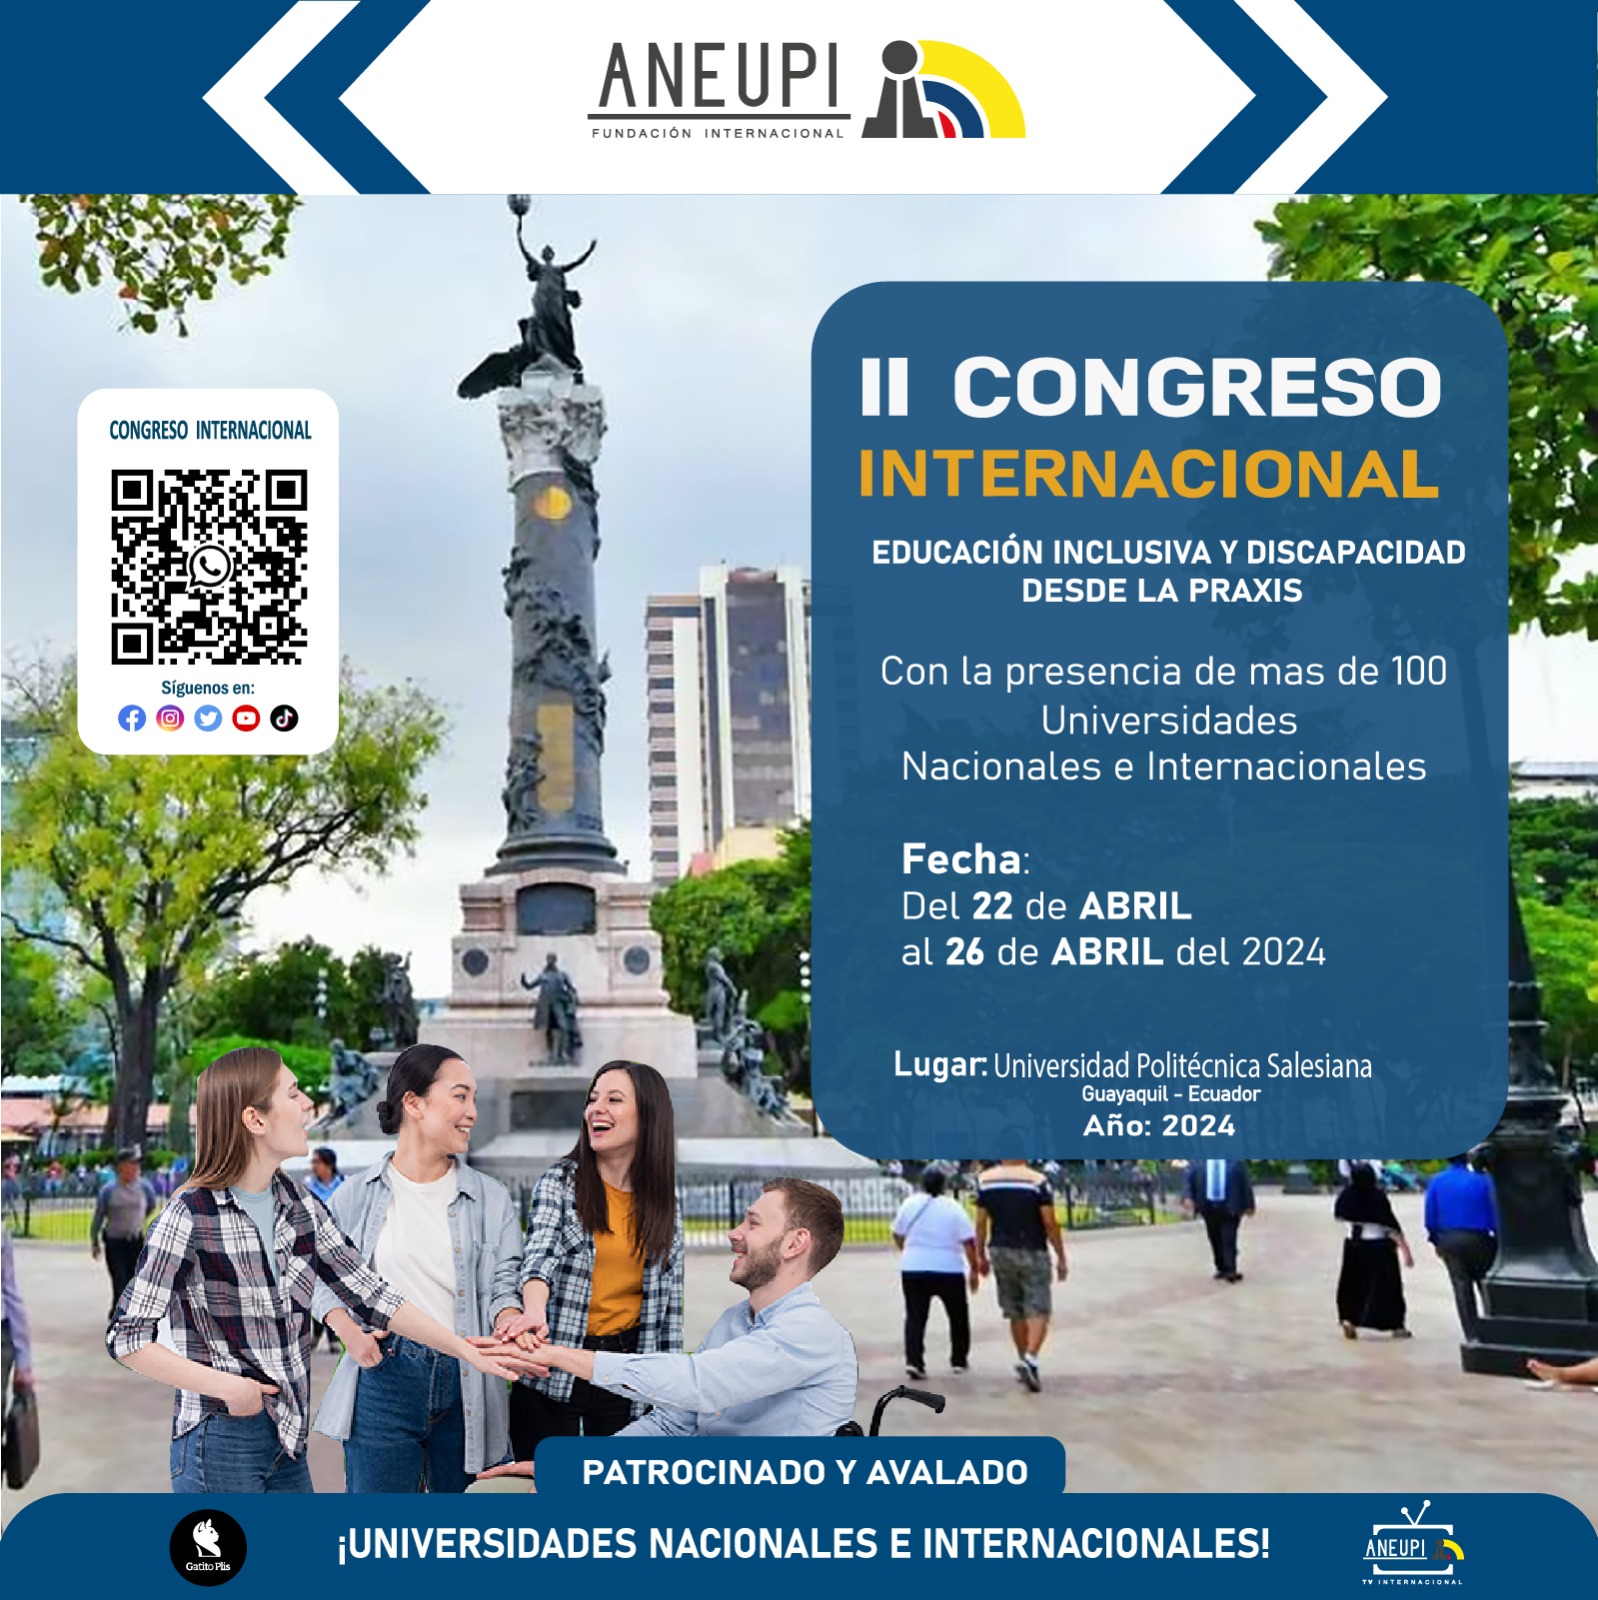 ANEUPI
FUNDACIÓN INTERNACIONAL
CONGRESO INTERNACIONAL
Síguenos en:
II CONGRESO
INTERNACIONAL
EDUCACIÓN INCLUSIVA Y DISCAPACIDAD
DESDE LA PRAXIS
Con la presencia de mas de 100
Universidades
Nacionales e Internacionales
Fecha:
Del 22 de ABRIL
al 26 de ABRIL del 2024
Lugar: Universidad Politécnica Salesiana
Guayaquil - Ecuador
Año: 2024
PATROCINADO Y AVALADO
Gatito Plis
¡UNIVERSIDADES NACIONALES E INTERNACIONALES!
ANEUPI
TV INTERNACIONAL